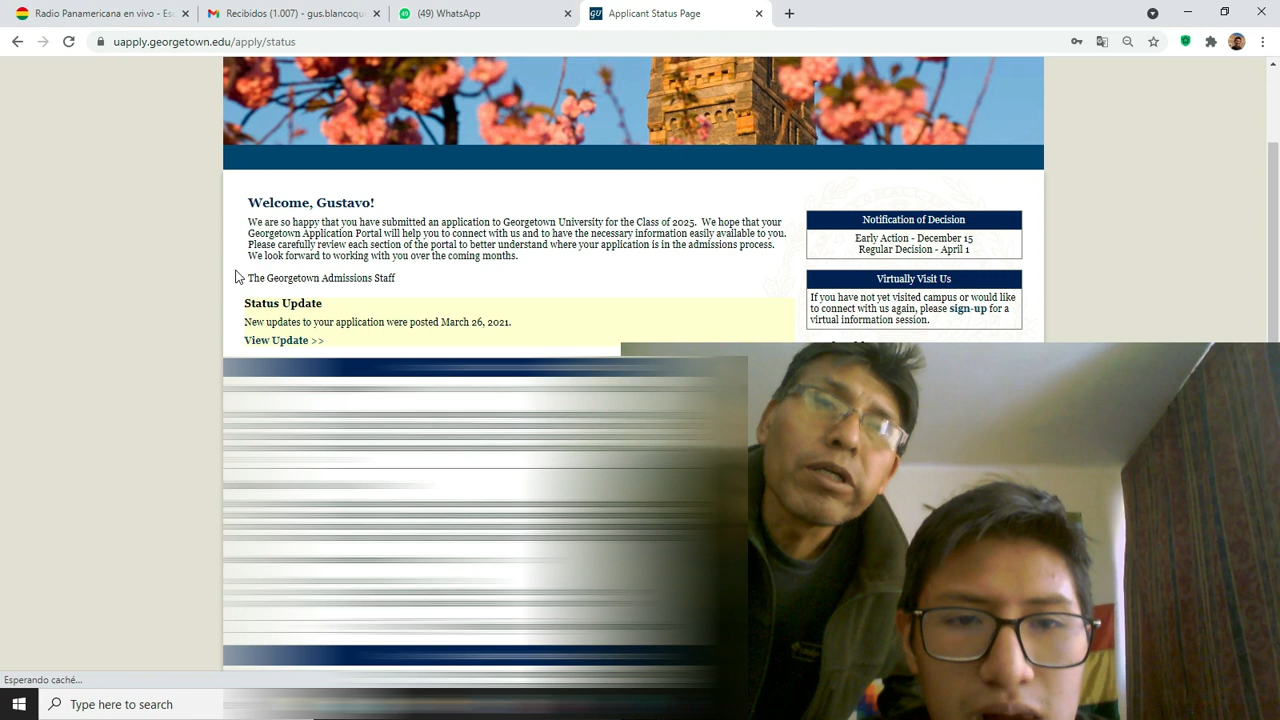 Radio Panamericana en vivo - Esc
Recibidos (1.007) - gus.blancoqu
(49) WhatsApp
GU Applicant Status Page
uapply.georgetown.edu/apply/status
Welcome, Gustavo!
We are so happy that you have submitted an application to Georgetown University for the Class of 2025. We hope that your
Georgetown Application Portal will help you to connect with us and to have the necessary information easily available to you.
Please carefully review each section of the portal to better understand where your application is in the admissions process.
We look forward to working with you over the coming months.
The Georgetown Admissions Staff
Status Update
New updates to your application were posted March 26, 2021.
View Update >>
Notification of Decision
Early Action - December 15
Regular Decision - April 1
Virtually Visit Us
If you have not yet visited campus or would like
to connect with us again, please sign-up for a
virtual information session.
Esperando caché...
Type here to search